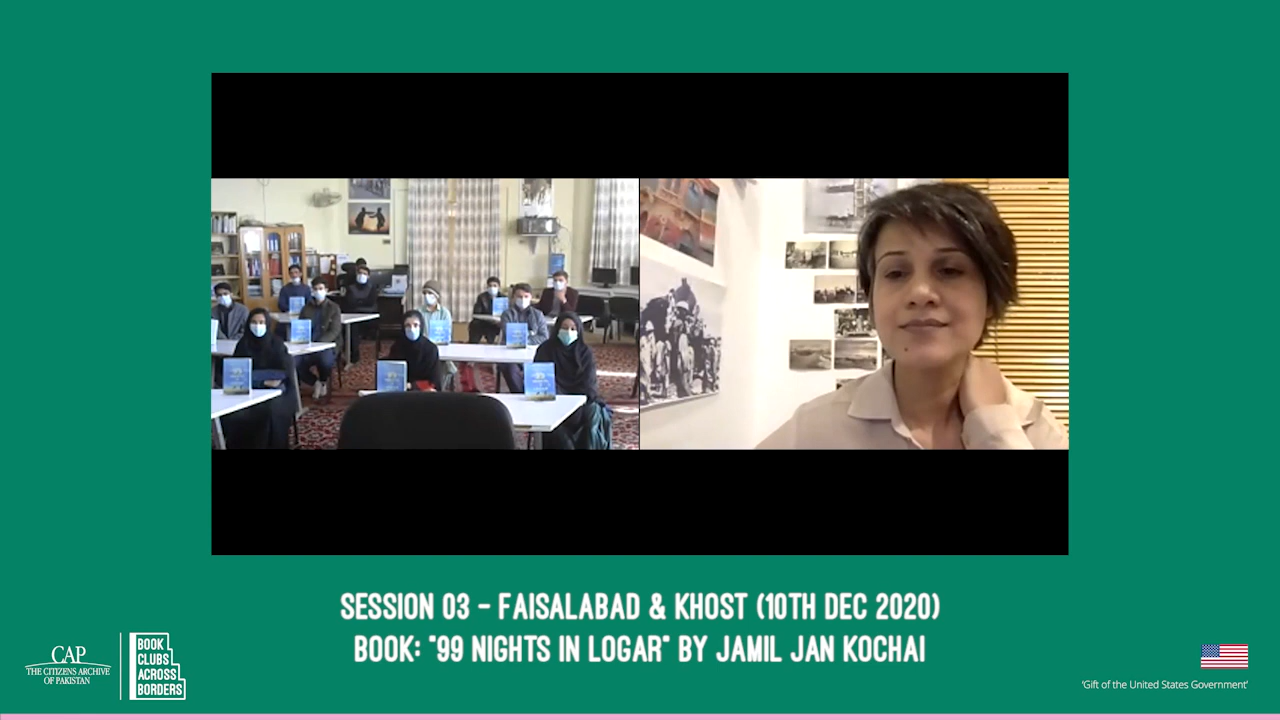 SESSION 03 - FAISALABAD & KHOST (10TH DEC 2020)
BOOK: "99 NIGHTS IN LOGAR" BY JAMIL JAN KOCHAI
CAP
THE CITIZENS ARCHIVE
OF PAKISTAN
BOOK
CLUBS
ACROSS
BORDERS
'Gift of the United States Government'